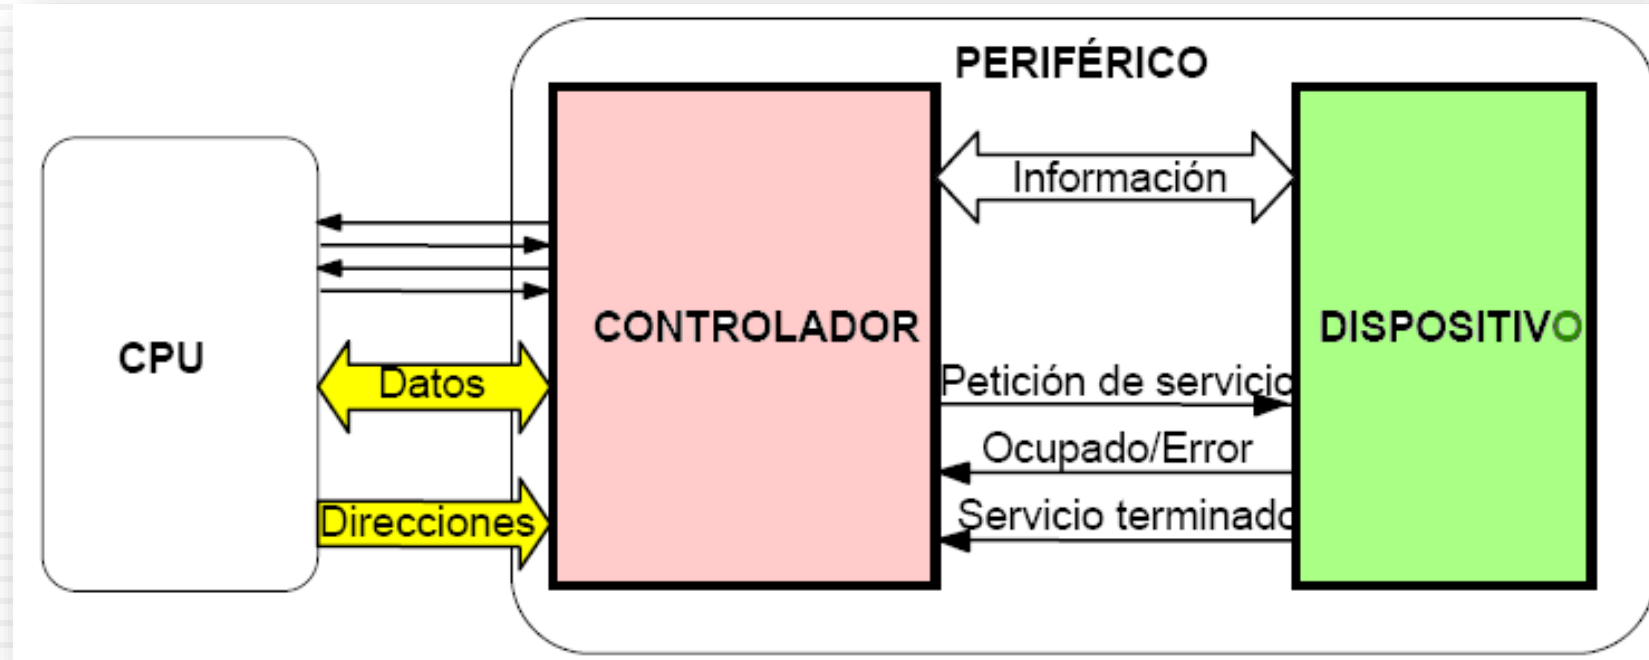 PERIFÉRICO
Información
CONTROLADOR
DISPOSITIVO
CPU
Datos
Petición de servicio
Ocupado/Error
Direcciones
Servicio terminado